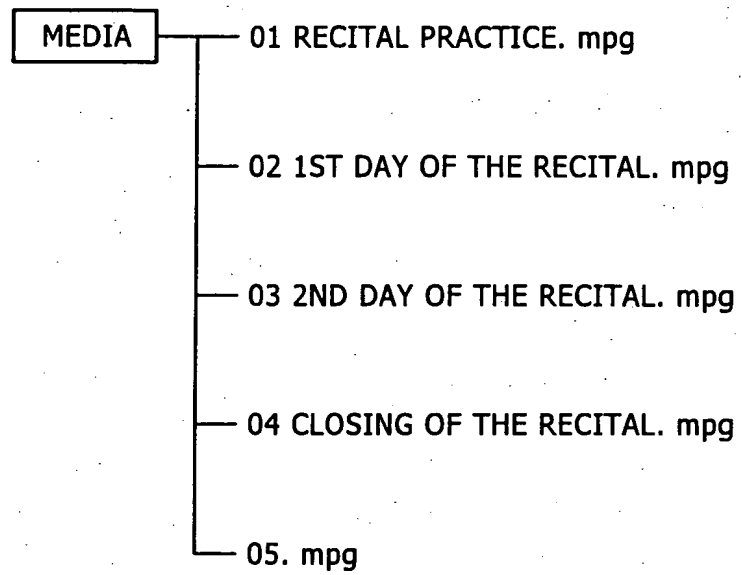 MEDIA
01 RECITAL PRACTICE. mpg
02 1ST DAY OF THE RECITAL. mpg
03 2ND DAY OF THE RECITAL. mpg
04 CLOSING OF THE RECITAL. mpg
05. mpg